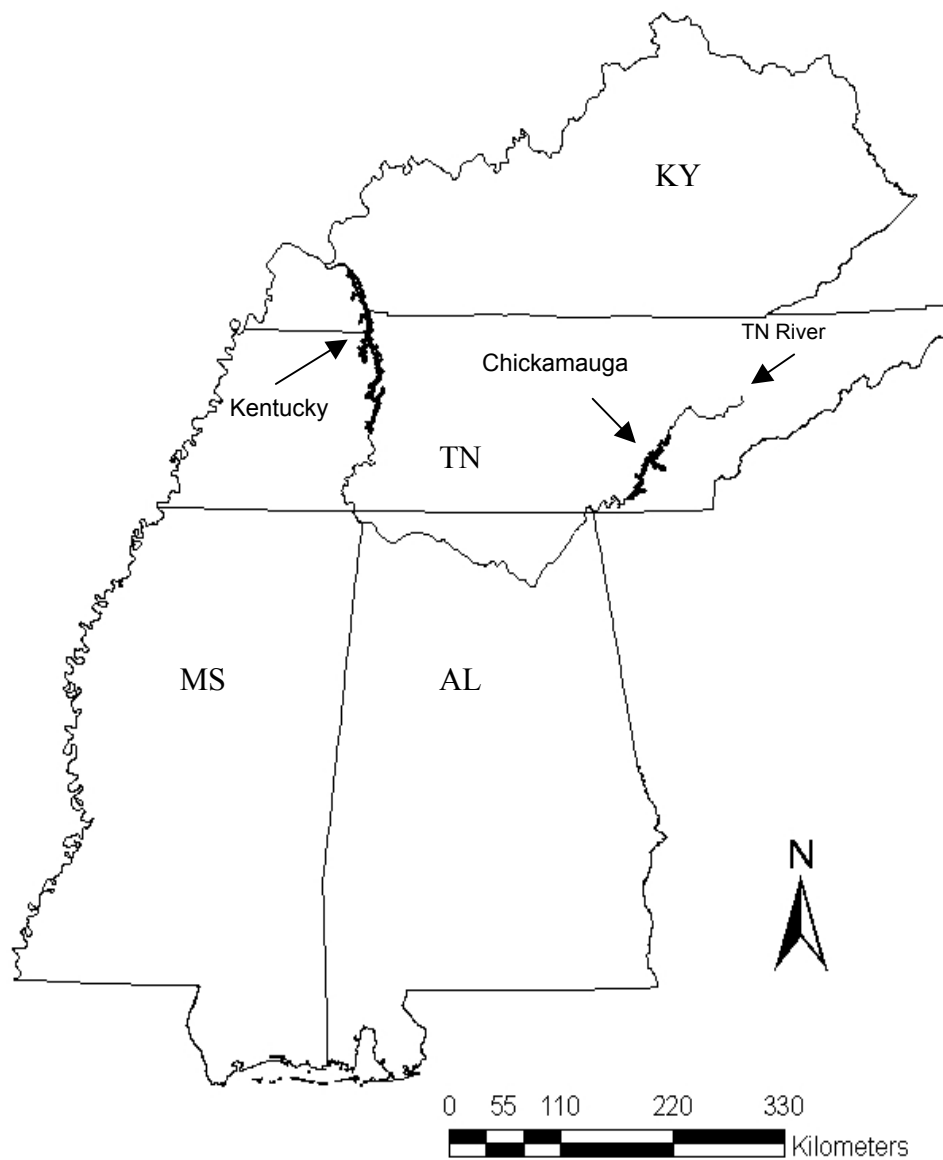 KY
TN River
Chickamauga
Kentucky
TN
MS
AL
N
0 55 110 220 330
Kilometers